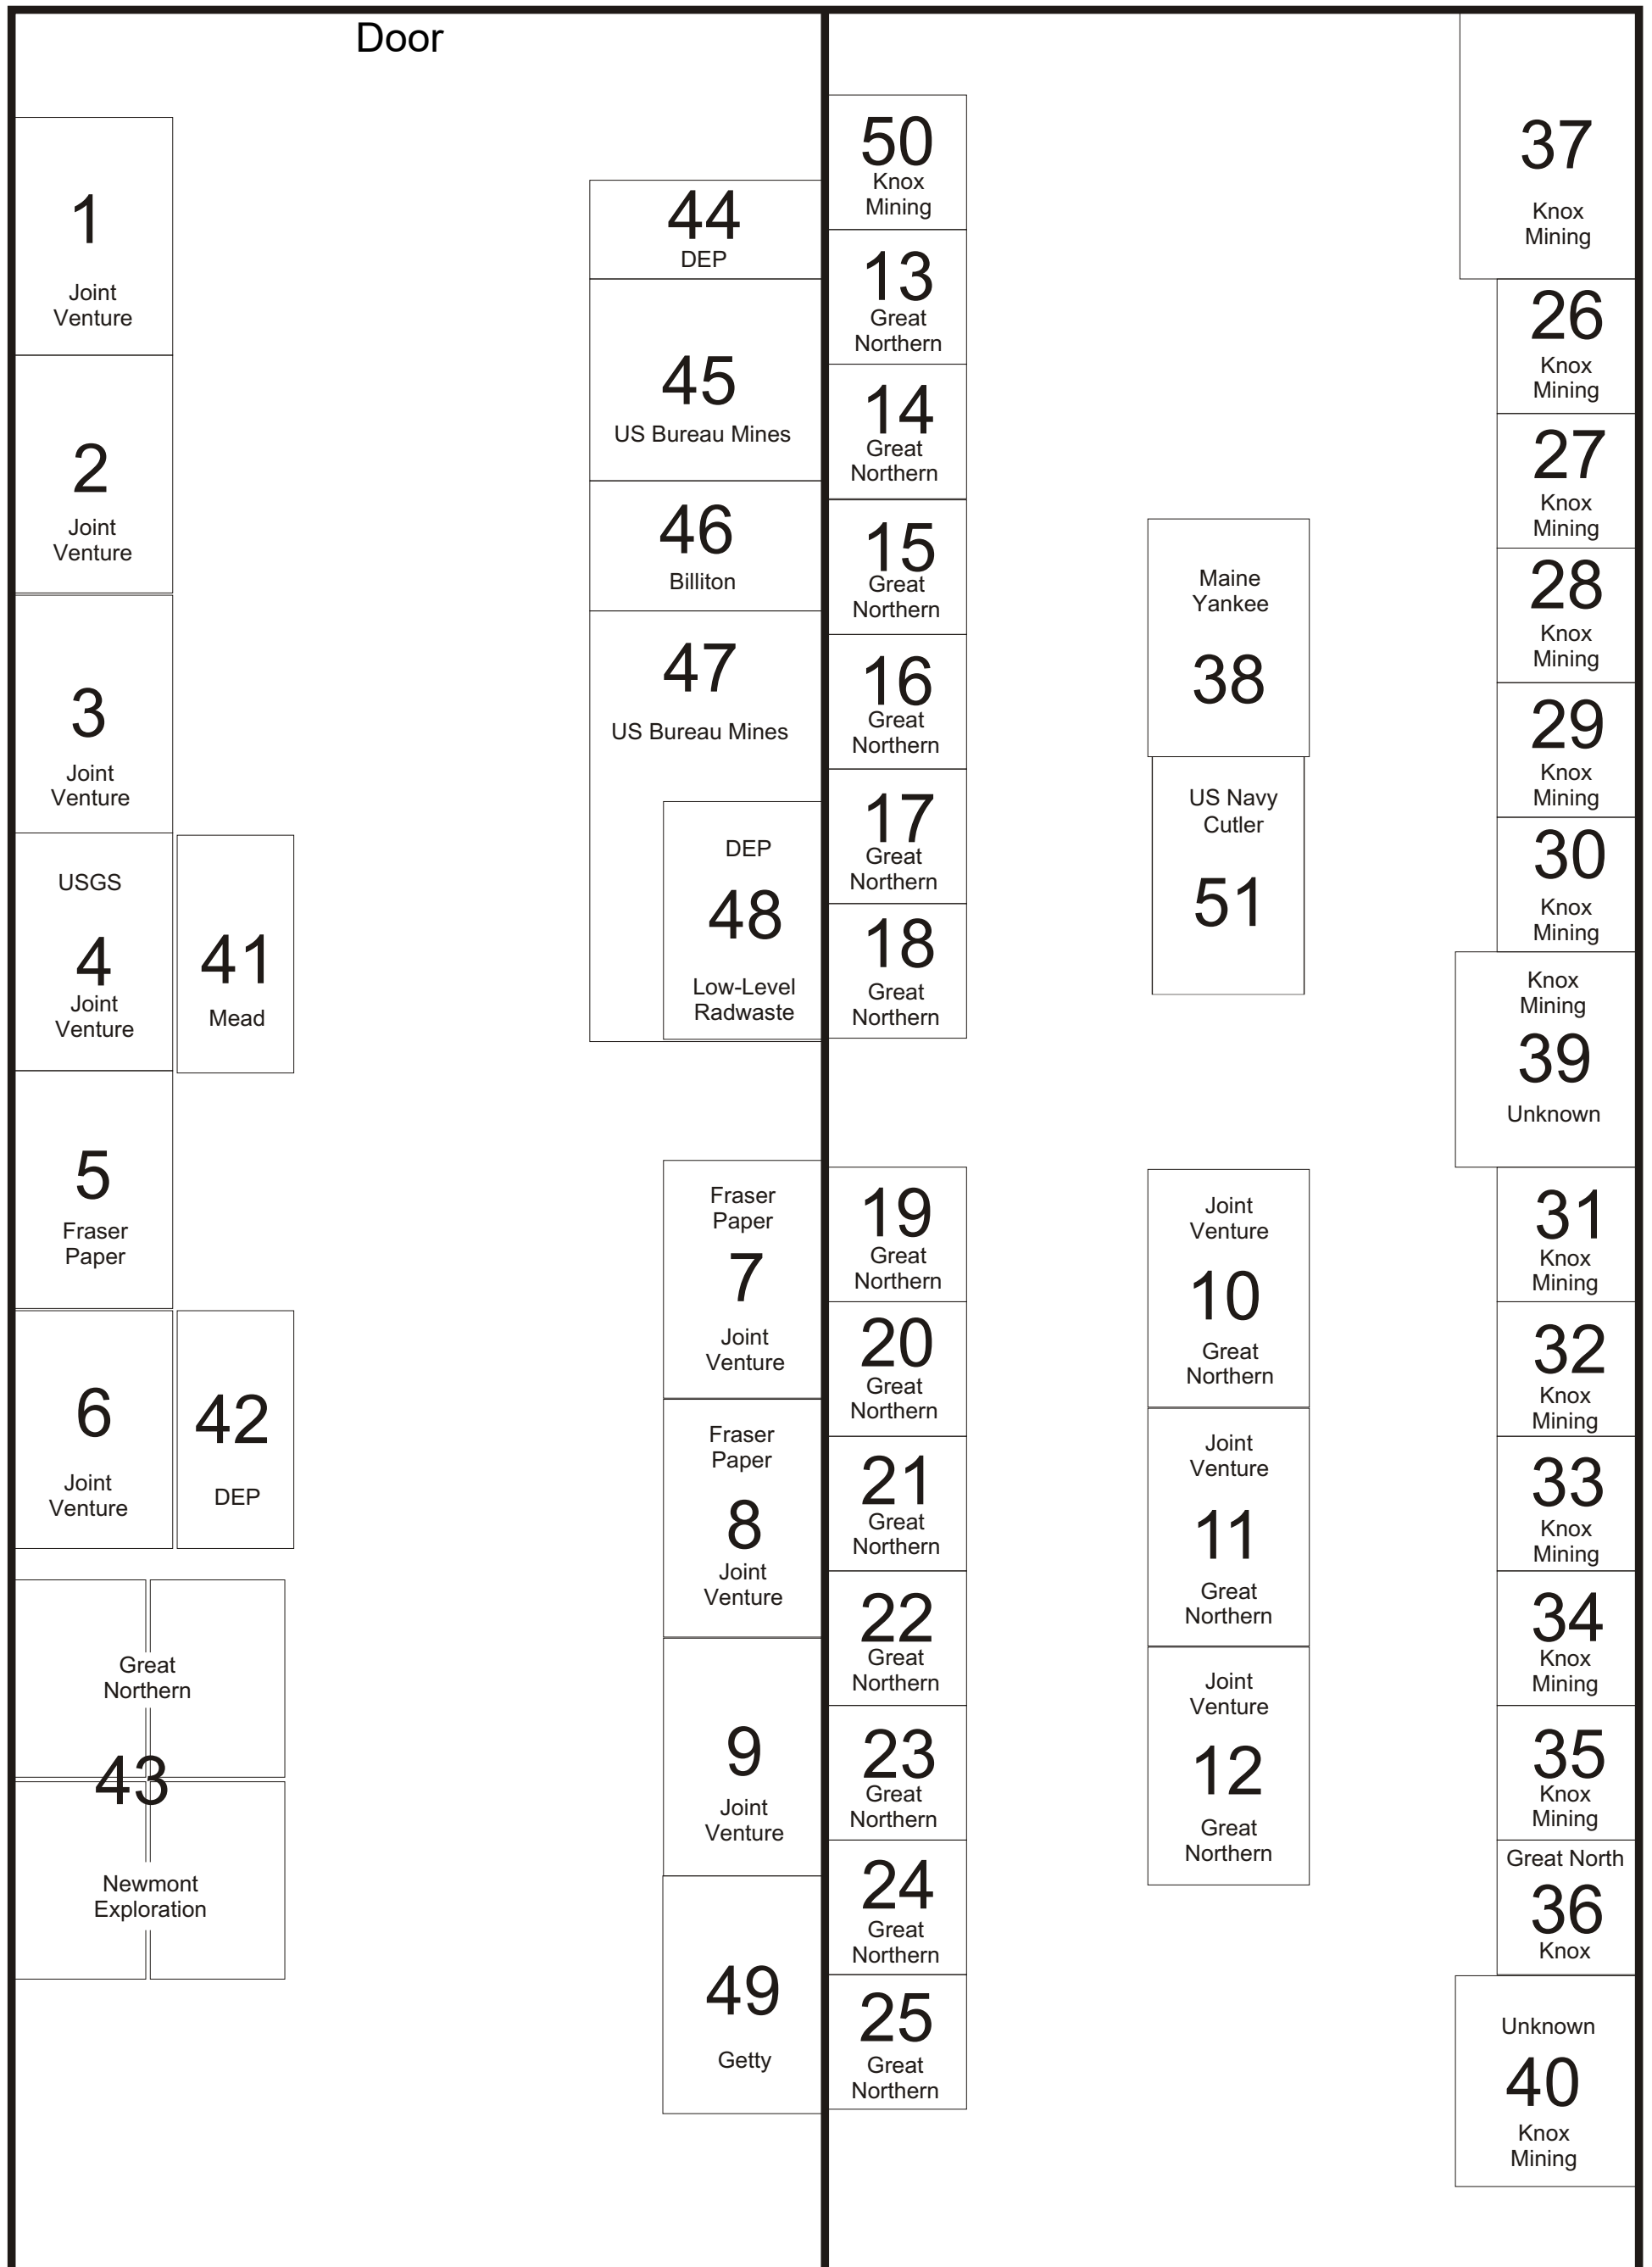 Door
1
Joint
Venture
2
Joint
Venture
3
Joint
Venture
USGS
4
Joint
Venture
41
Mead
5
Fraser
Paper
6
Joint
Venture
42
DEP
Great
Northern
43
Newmont
Exploration
44
DEP
45
US Bureau Mines
46
Billiton
47
US Bureau Mines
DEP
48
Low-Level
Radwaste
Fraser
Paper
7
Joint
Venture
Fraser
Paper
8
Joint
Venture
9
Joint
Venture
49
Getty
50
Knox
Mining
13
Great
Northern
14
Great
Northern
15
Great
Northern
16
Great
Northern
17
Great
Northern
18
Great
Northern
19
Great
Northern
20
Great
Northern
21
Great
Northern
22
Great
Northern
23
Great
Northern
24
Great
Northern
25
Great
Northern
Maine
Yankee
38
US Navy
Cutler
51
Joint
Venture
10
Great
Northern
Joint
Venture
11
Great
Northern
Joint
Venture
12
Great
Northern
37
Knox
Mining
26
Knox
Mining
27
Knox
Mining
28
Knox
Mining
29
Knox
Mining
30
Knox
Mining
Knox
Mining
39
Unknown
31
Knox
Mining
32
Knox
Mining
33
Knox
Mining
34
Knox
Mining
35
Knox
Mining
Great North
36
Knox
Unknown
40
Knox
Mining